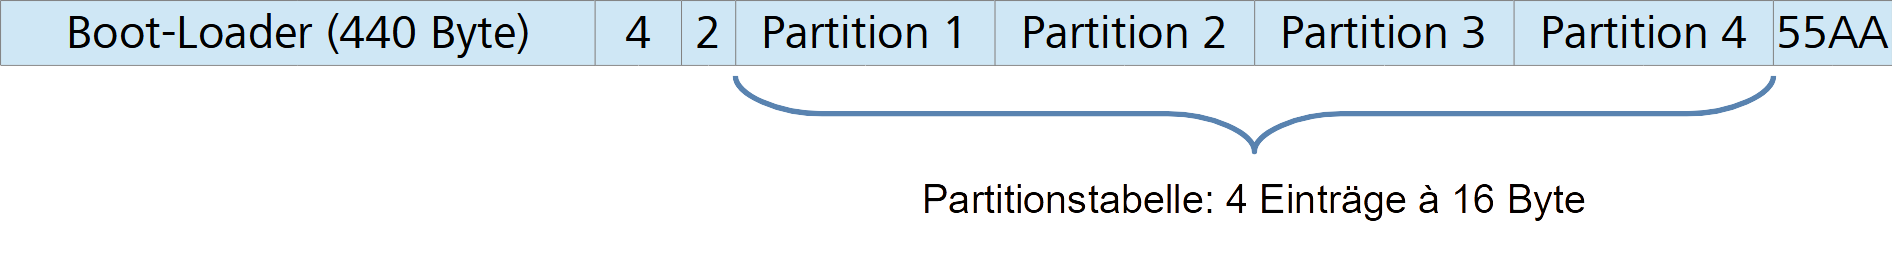 Boot-Loader (440 Byte) 4 2 Partition 1 Partition 2 Partition 3 Partition 4 55AA
Partitionstabelle: 4 Einträge à 16 Byte